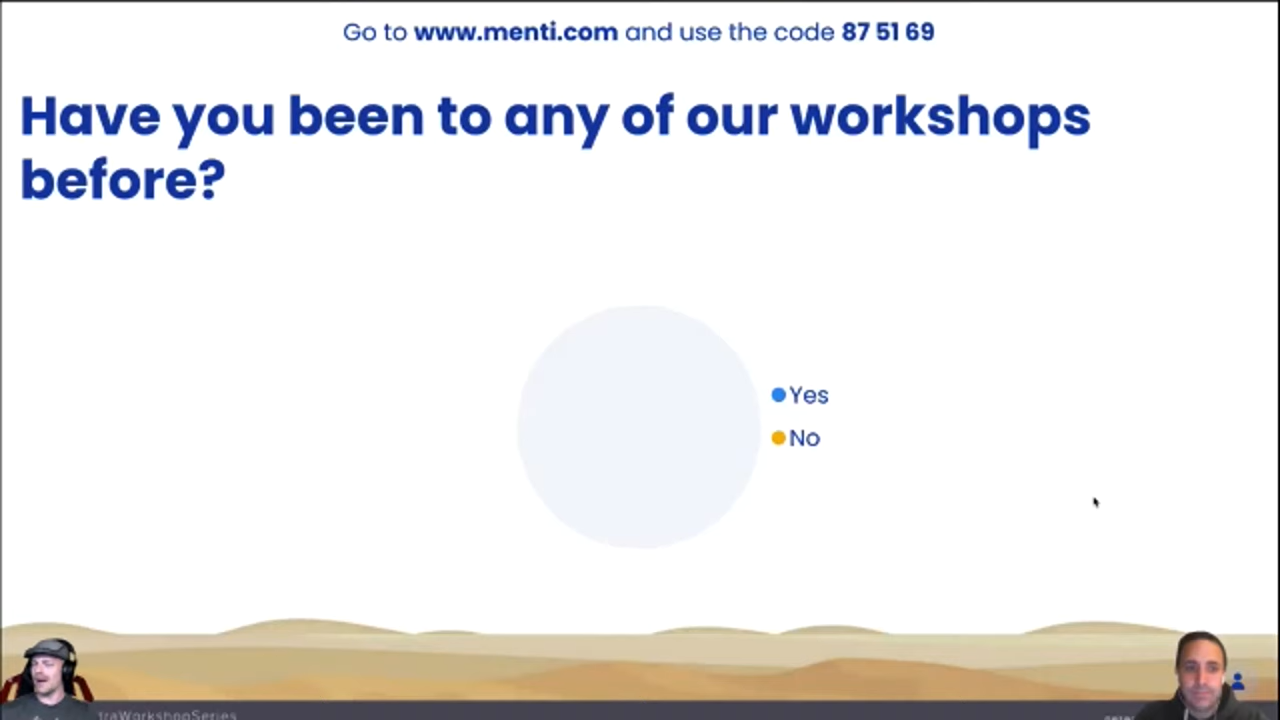 Go to www.menti.com and use the code 87 51 69
Have you been to any of our workshops
before?
Yes
No
traWorkshopSeries